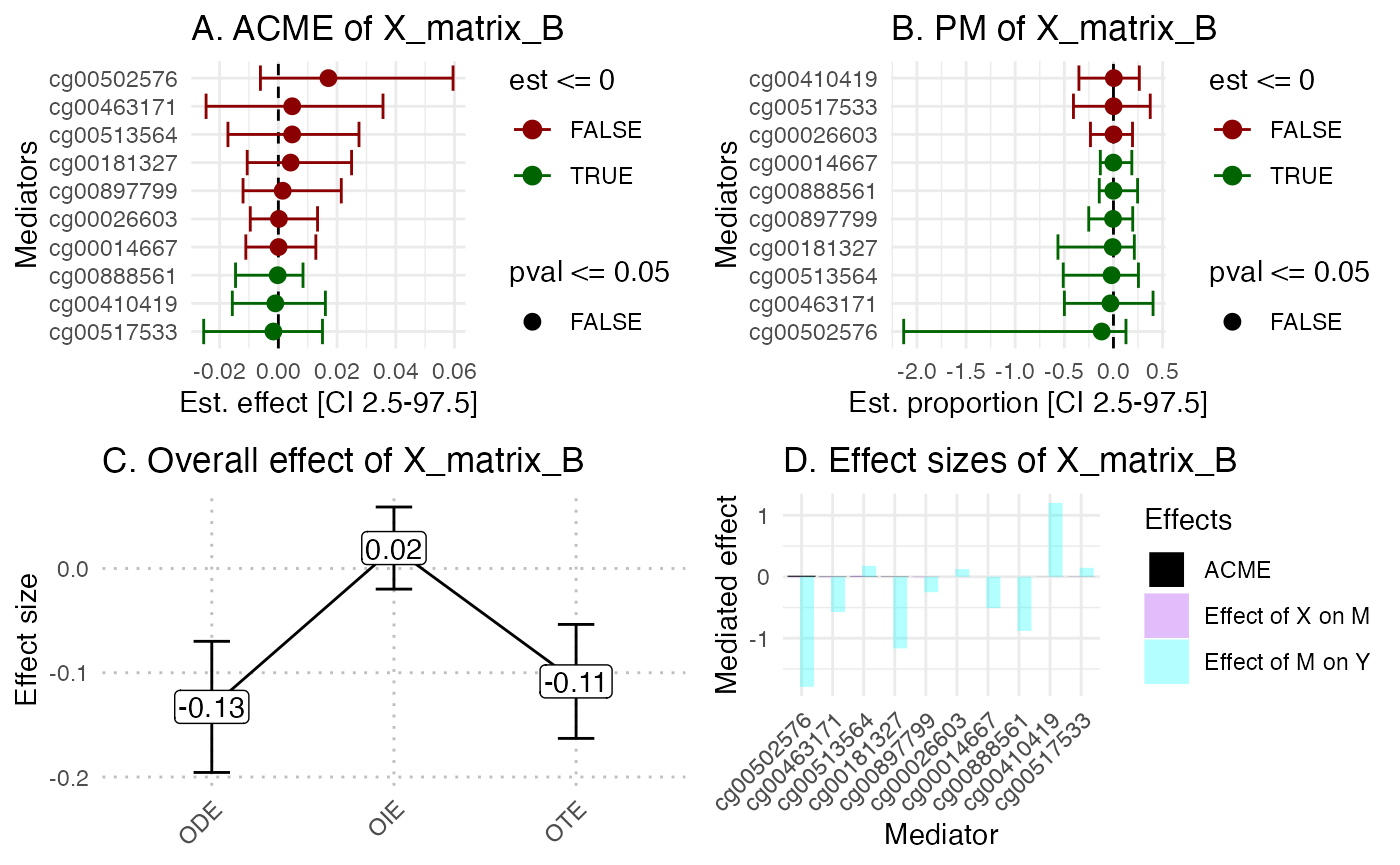 A. ACME of X_matrix_B
Mediators
cg00502576
cg00463171
cg00513564
cg00181327
cg00897799
cg00026603
cg00014667
cg00888561
cg00410419
cg00517533
-0.02 0.00 0.02 0.04 0.06
Est. effect [CI 2.5-97.5]
est <= 0
FALSE
TRUE
pval <= 0.05
FALSE
B. PM of X_matrix_B
Mediators
cg00410419
cg00517533
cg00026603
cg00014667
cg00888561
cg00897799
cg00181327
cg00513564
cg00463171
cg00502576
-2.0 -1.5 -1.0 -0.5 0.0 0.5
Est. proportion [CI 2.5-97.5]
est <= 0
FALSE
TRUE
pval <= 0.05
FALSE
C. Overall effect of X_matrix_B
Effect size
0.0
-0.1
-0.2
-0.13
0.02
-0.11
ODE
OIE
OTE
D. Effect sizes of X_matrix_B
Mediated effect
1
0
-1
cg00502576
cg00463171
cg00513564
cg00181327
cg00897799
cg00026603
cg00014667
cg00888561
cg00410419
cg00517533
Mediator
Effects
ACME
Effect of X on M
Effect of M on Y